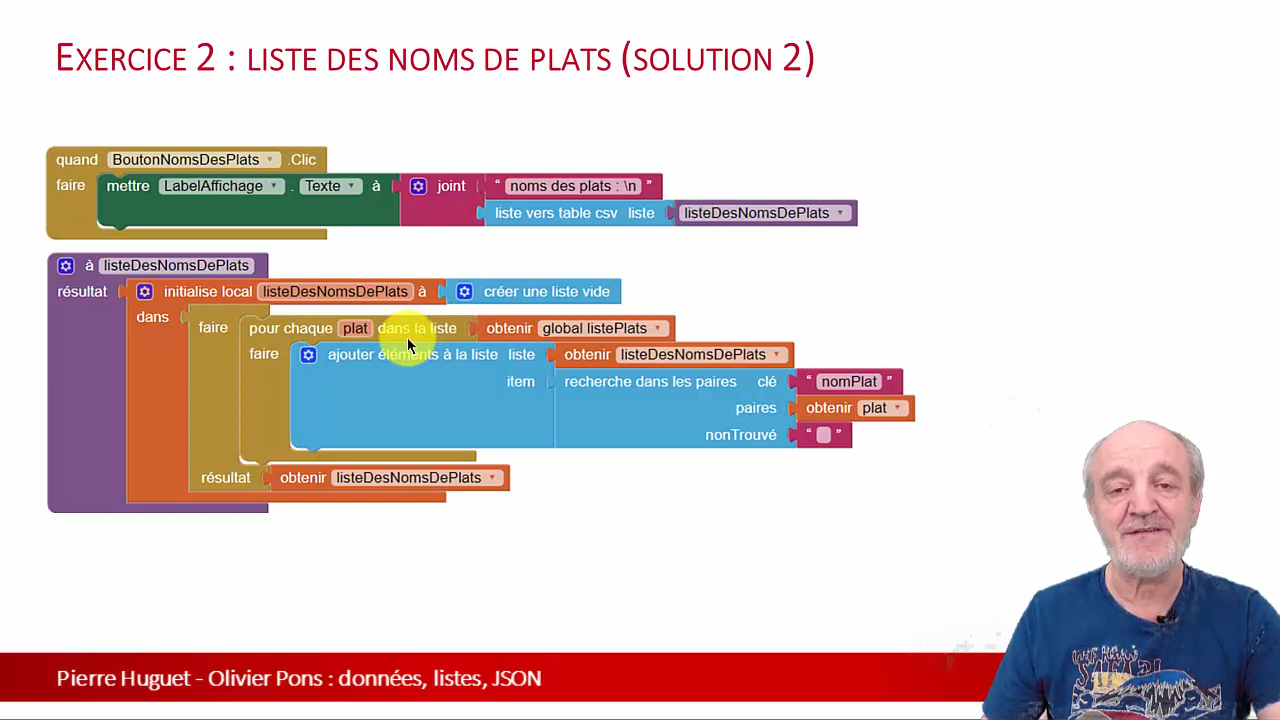 EXERCICE 2 : LISTE DES NOMS DE PLATS (SOLUTION 2)
quand BoutonNomsDesPlats .Clic
faire mettre LabelAffichage . Texte à joint “ noms des plats : \n ”
liste vers table csv liste listeDesNomsDePlats
à listeDesNomsDePlats
résultat initialise local listeDesNomsDePlats à créer une liste vide
dans faire pour chaque plat dans la liste obtenir global listePlats
faire ajouter éléments à la liste liste obtenir listeDesNomsDePlats
item recherche dans les paires clé “ nomPlat ”
paires obtenir plat
nonTrouvé “ ”
résultat obtenir listeDesNomsDePlats
Pierre Huguet - Olivier Pons : données, listes, JSON